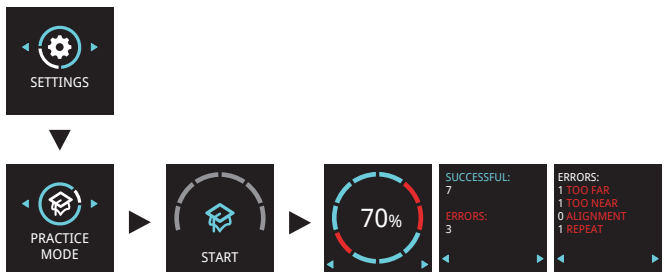 SETTINGS
PRACTICE
MODE
START
70%
SUCCESSFUL:
7
ERRORS:
3
ERRORS:
1 TOO FAR
1 TOO NEAR
0 ALIGNMENT
1 REPEAT